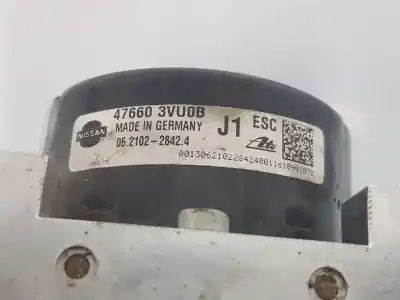 47660 3VU0B
NISSAN MADE IN GERMANY J1 ESC
06.2102-2842.4
Ate